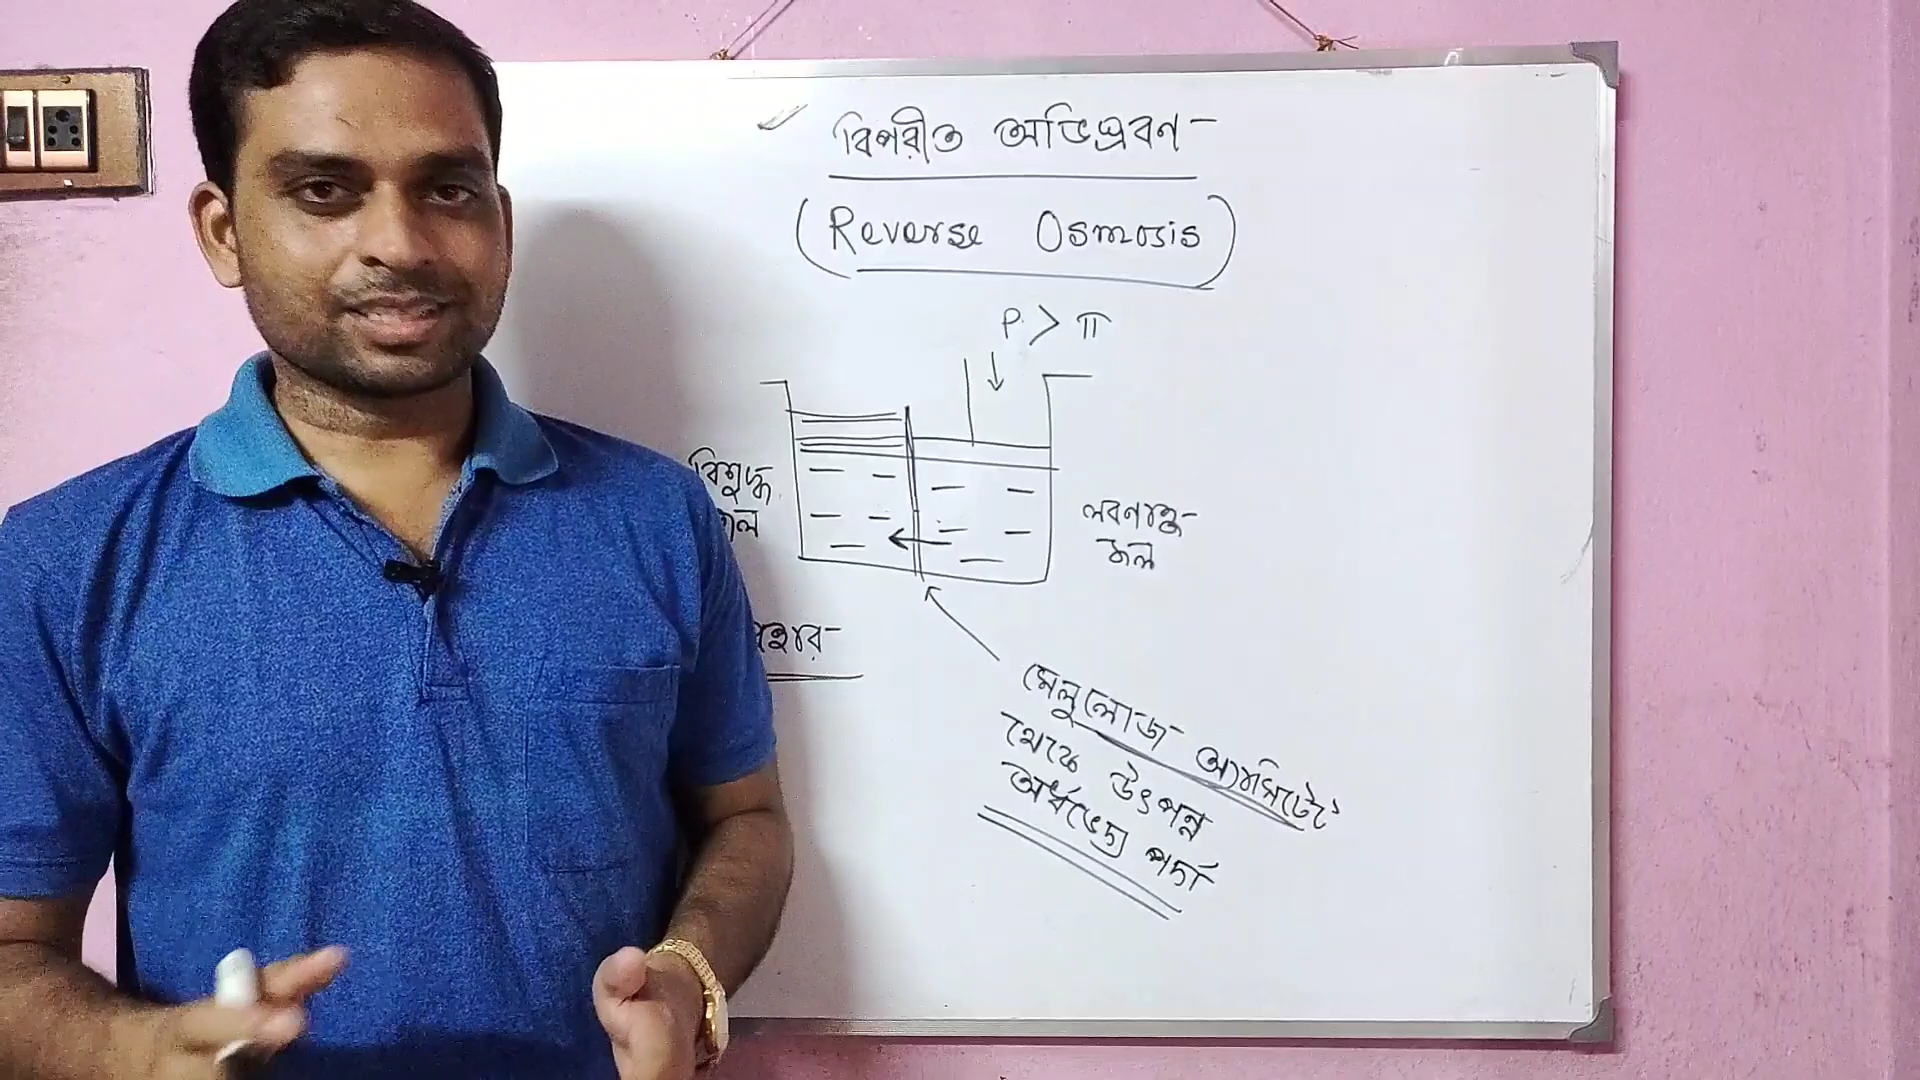 বিপরীত অভিস্রবণ-
(Reverse Osmosis)
P > π
বিশুদ্ধ
জল
লবণাক্ত-
জল
সেলুলোজ অ্যাসিটেট
থেকে উৎপন্ন
অর্ধভেদ্য পর্দা